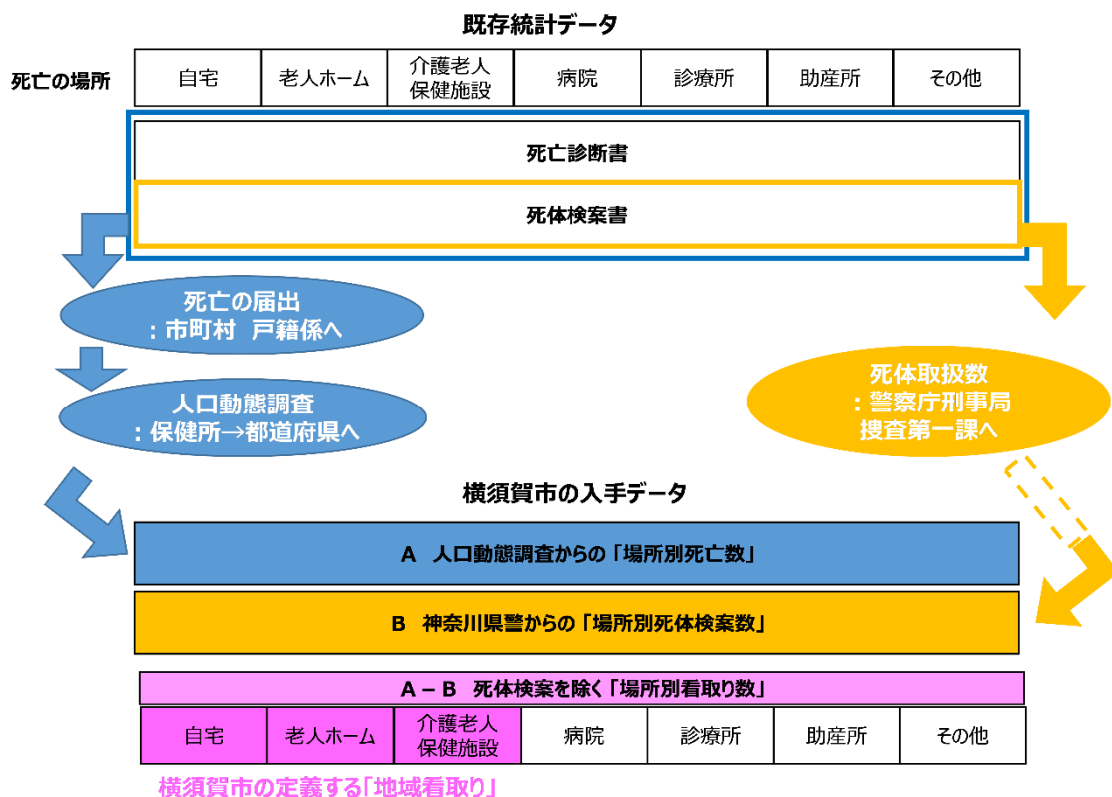 既存統計データ
死亡の場所
自宅
老人ホーム
介護老人
保健施設
病院
診療所
助産所
その他
死亡診断書
死体検案書
死亡の届出
：市町村 戸籍係へ
人口動態調査
：保健所→都道府県へ
死体取扱数
：警察庁刑事局
捜査第一課へ
横須賀市の入手データ
A 人口動態調査からの「場所別死亡数」
B 神奈川県警からの「場所別死体検案数」
A－B 死体検案を除く「場所別看取り数」
自宅
老人ホーム
介護老人
保健施設
病院
診療所
助産所
その他
横須賀市の定義する「地域看取り」